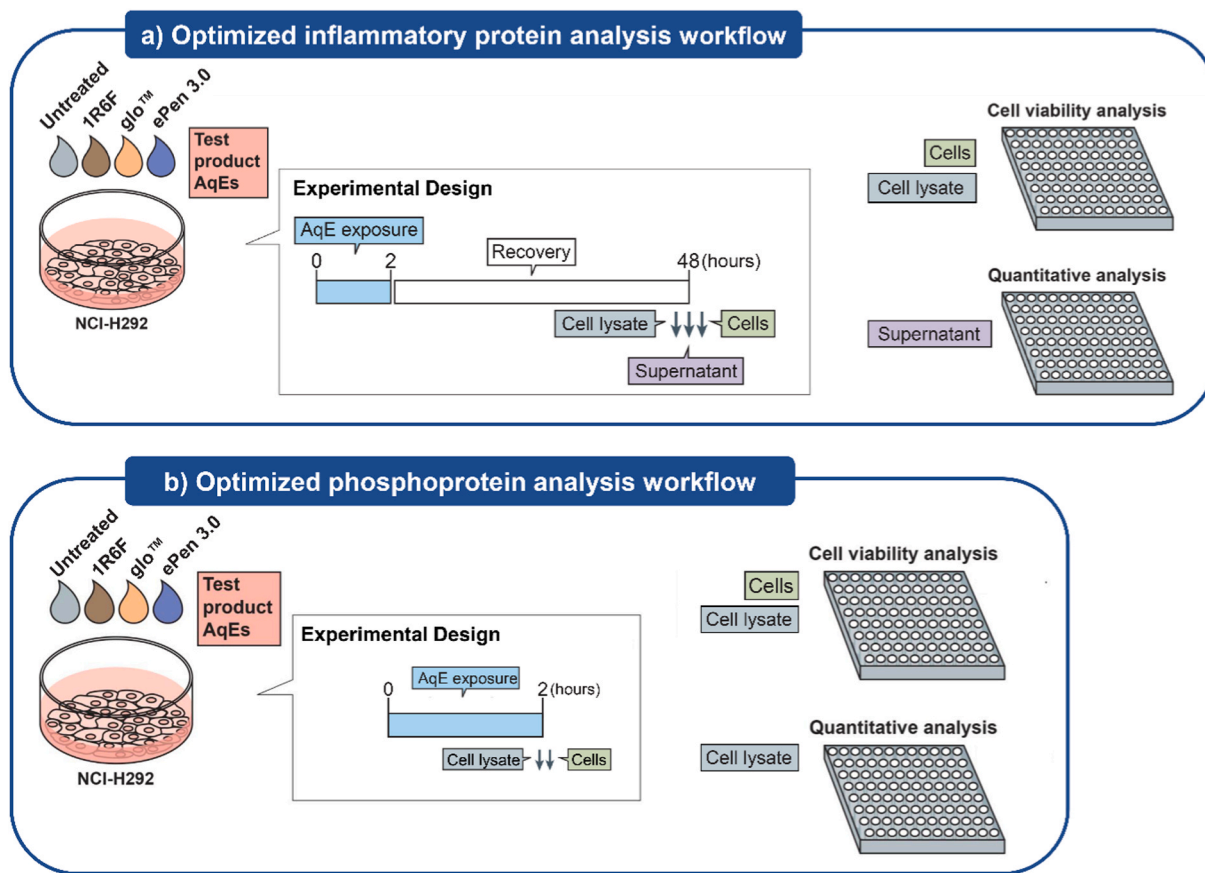 a) Optimized inflammatory protein analysis workflow
Untreated
1R6F
glo™
ePen 3.0
Test
product
AqEs
NCI-H292
Experimental Design
AqE exposure
0
2
Recovery
48 (hours)
Cell lysate
Cells
Supernatant
Cell viability analysis
Cells
Cell lysate
Quantitative analysis
Supernatant
b) Optimized phosphoprotein analysis workflow
Untreated
1R6F
glo™
ePen 3.0
Test
product
AqEs
NCI-H292
Experimental Design
AqE exposure
0
2 (hours)
Cell lysate
Cells
Cell viability analysis
Cells
Cell lysate
Quantitative analysis
Cell lysate